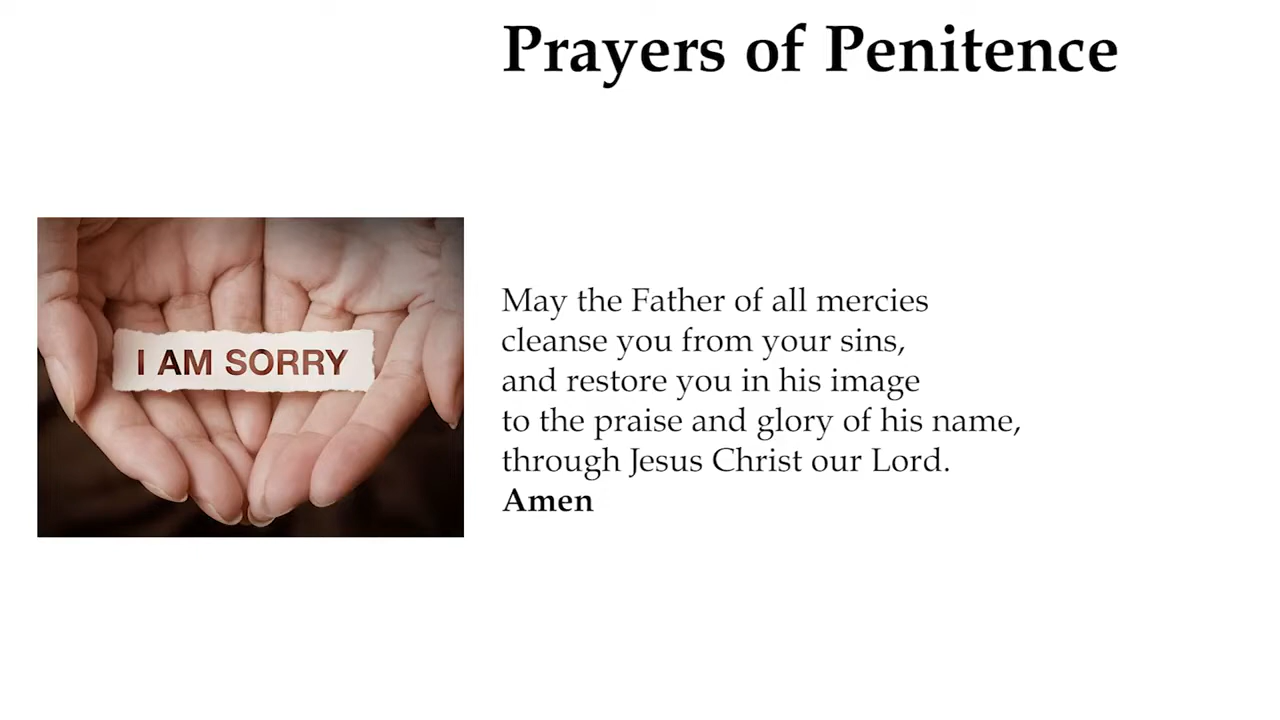 Prayers of Penitence
I AM SORRY
May the Father of all mercies
cleanse you from your sins,
and restore you in his image
to the praise and glory of his name,
through Jesus Christ our Lord.
Amen